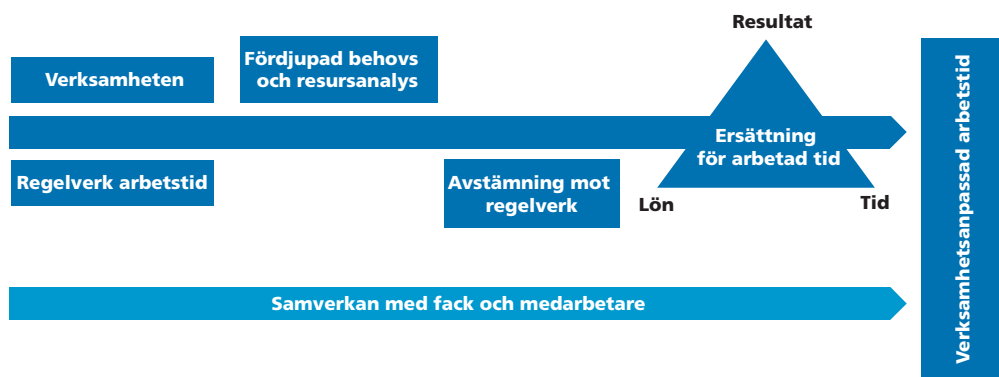 Resultat
Verksamheten
Fördjupad behovs
och resursanalys
Ersättning
för arbetad tid
Regelverk arbetstid
Avstämning mot
regelverk
Lön
Tid
Samverkan med fack och medarbetare
Verksamhetsanpassad arbetstid